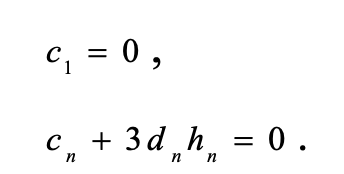 c₁ = 0 ,
cₙ + 3dₙhₙ = 0 .